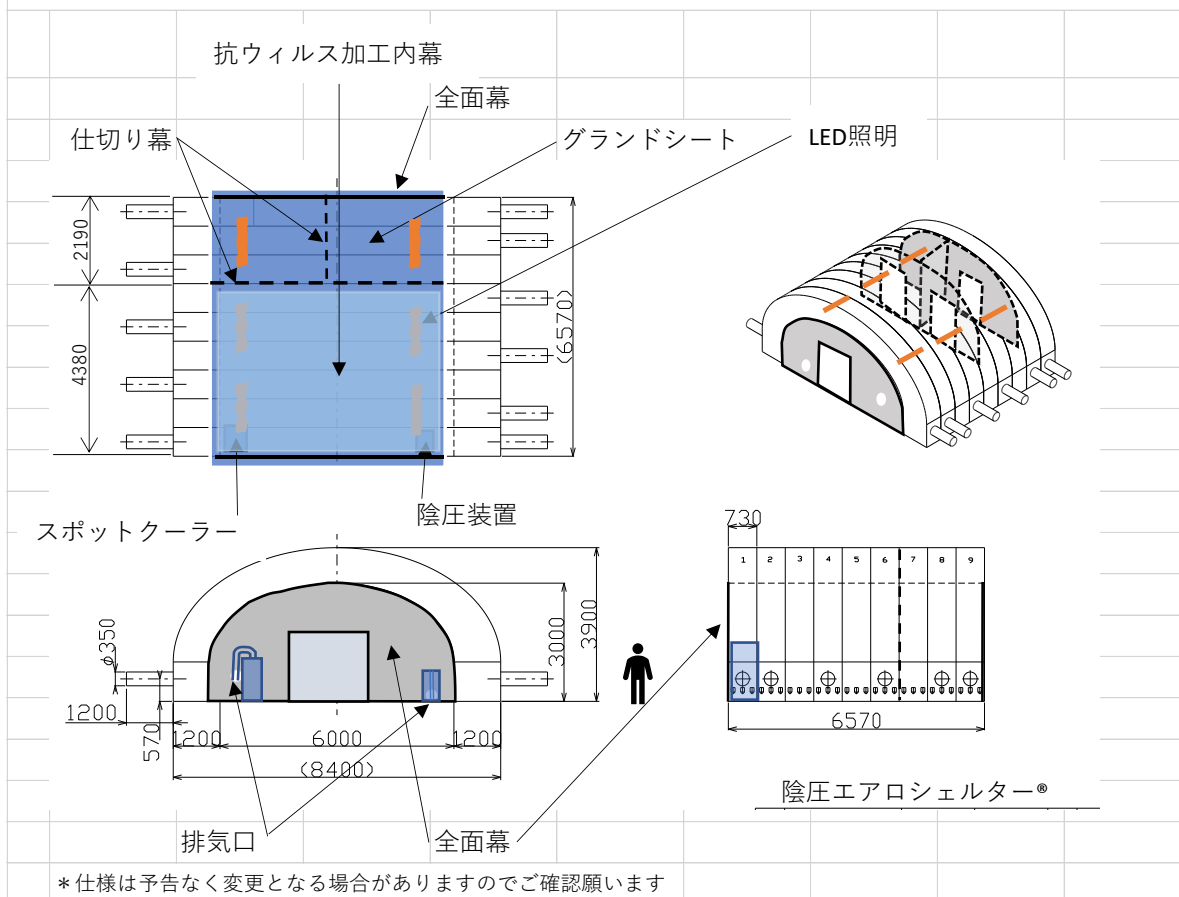 抗ウィルス加工内幕
全面幕
仕切り幕
グランドシート
LED照明
2190
4380
(6570)
スポットクーラー
陰圧装置
730
1 2 3 4 5 6 7 8 9
φ350
1200
570
1200
6000
1200
(8400)
3000
3900
6570
陰圧エアロシェルター®
排気口
全面幕
*仕様は予告なく変更となる場合がありますのでご確認願います